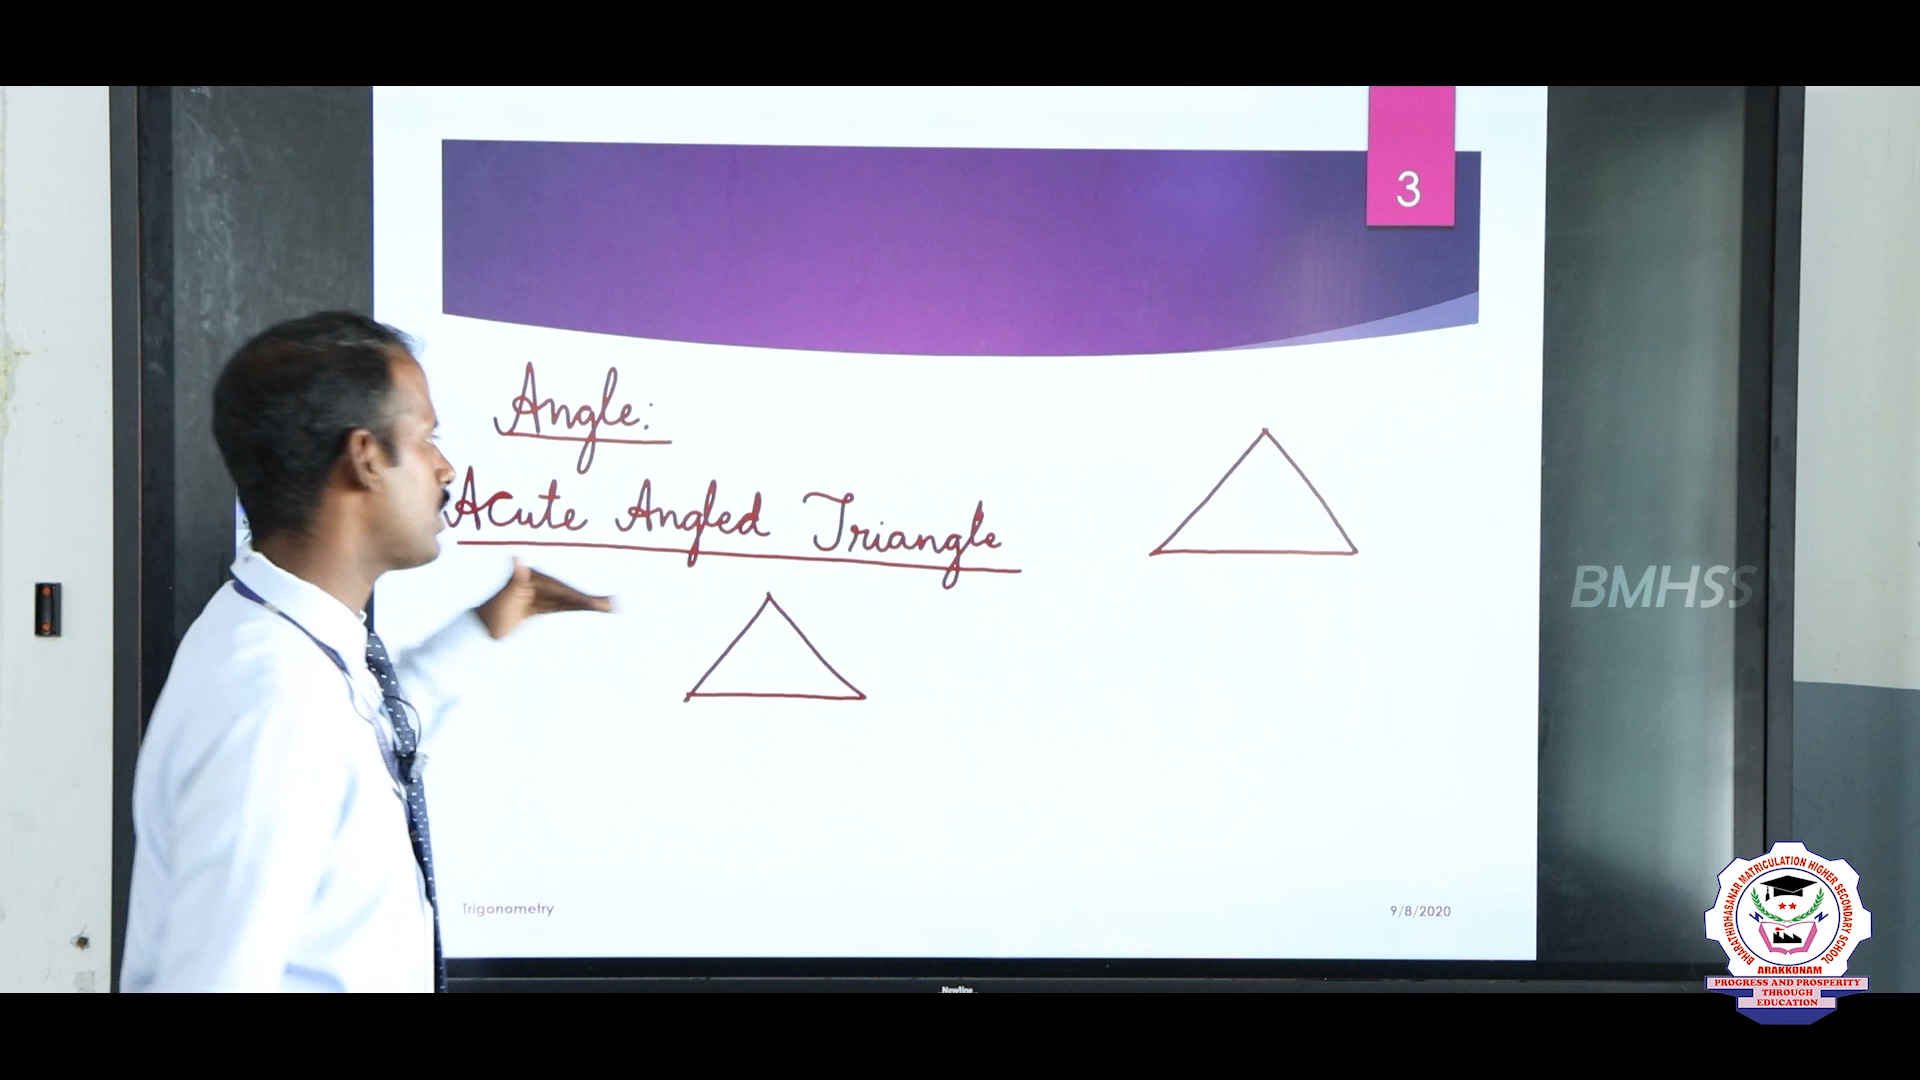 3
Angle:
Acute Angled Triangle
BMHSS
Trigonometry
9/8/2020
Newline
BHARATHIDHASANAR MATRICULATION HIGHER SECONDARY SCHOOL
ARAKKONAM
PROGRESS AND PROSPERITY
THROUGH
EDUCATION